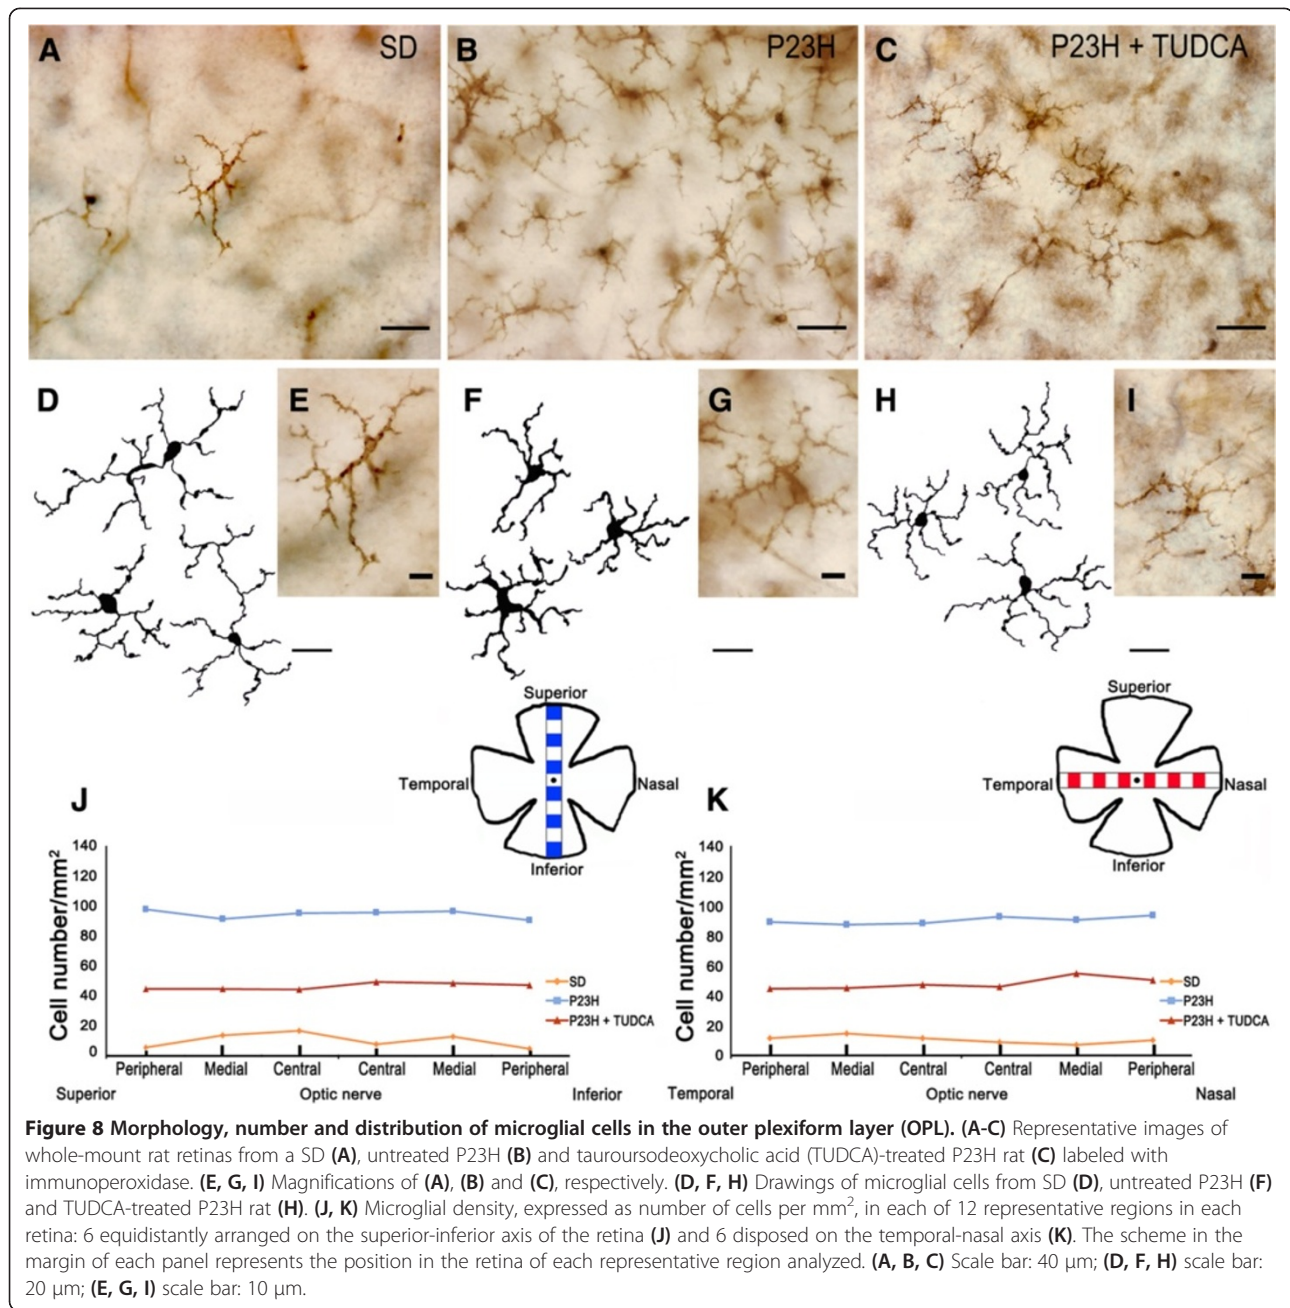 A
SD
B
P23H
C
P23H + TUDCA
D
E
F
G
H
I
Superior
Temporal
Nasal
Inferior
J
Superior
Temporal
Nasal
Inferior
K
Cell number/mm²
140
120
100
80
60
40
20
0
SD
P23H
P23H + TUDCA
Peripheral Medial Central Central Medial Peripheral
Superior Optic nerve Inferior
Cell number/mm²
140
120
100
80
60
40
20
0
SD
P23H
P23H + TUDCA
Peripheral Medial Central Central Medial Peripheral
Temporal Optic nerve Nasal
Figure 8 Morphology, number and distribution of microglial cells in the outer plexiform layer (OPL). (A-C) Representative images of
whole-mount rat retinas from a SD (A), untreated P23H (B) and tauroursodeoxycholic acid (TUDCA)-treated P23H rat (C) labeled with
immunoperoxidase. (E, G, I) Magnifications of (A), (B) and (C), respectively. (D, F, H) Drawings of microglial cells from SD (D), untreated P23H (F)
and TUDCA-treated P23H rat (H). (J, K) Microglial density, expressed as number of cells per mm², in each of 12 representative regions in each
retina: 6 equidistantly arranged on the superior-inferior axis of the retina (J) and 6 disposed on the temporal-nasal axis (K). The scheme in the
margin of each panel represents the position in the retina of each representative region analyzed. (A, B, C) Scale bar: 40 μm; (D, F, H) scale bar:
20 μm; (E, G, I) scale bar: 10 μm.